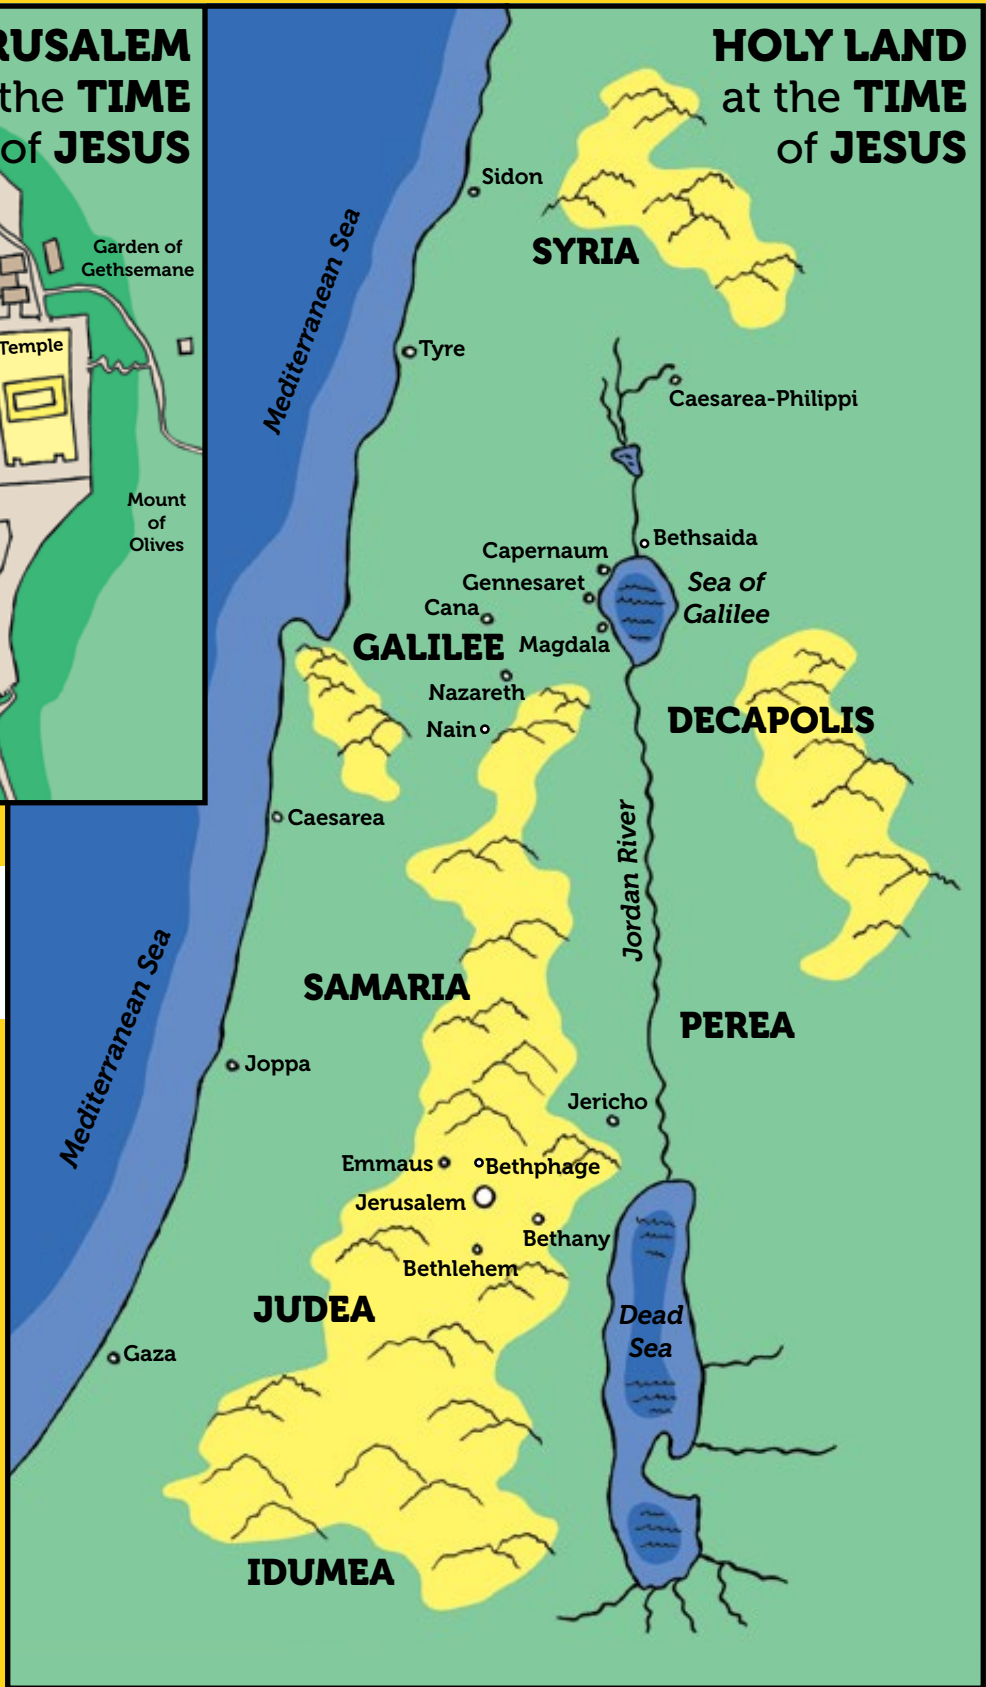 RUSALEM
the TIME
of JESUS
Garden of
Gethsemane
Temple
Mount
of
Olives
HOLY LAND
at the TIME
of JESUS
Mediterranean Sea
Sidon
SYRIA
Tyre
Caesarea-Philippi
Bethsaida
Capernaum
Gennesaret
Sea of
Galilee
Cana
GALILEE
Magdala
Nazareth
Nain
DECAPOLIS
Caesarea
Jordan River
Mediterranean Sea
SAMARIA
PEREA
Joppa
Jericho
Emmaus
Bethphage
Jerusalem
Bethany
Bethlehem
JUDEA
Dead
Sea
Gaza
IDUMEA